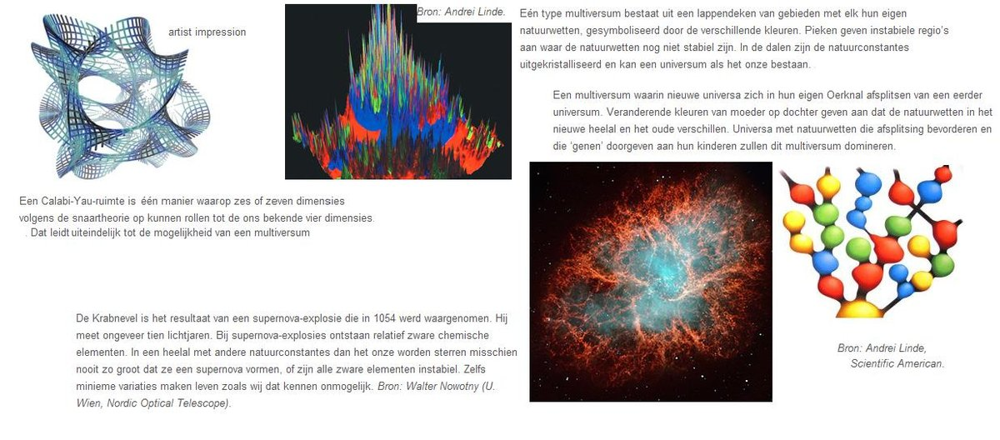 artist impression
Bron: Andrei Linde.
Eén type multiversum bestaat uit een lappendeken van gebieden met elk hun eigen
natuurwetten, gesymboliseerd door de verschillende kleuren. Pieken geven instabiele regio's
aan waar de natuurwetten nog niet stabiel zijn. In de dalen zijn de natuurconstantes
uitgekristalliseerd en kan een universum als het onze bestaan.
Een multiversum waarin nieuwe universa zich in hun eigen Oerknal afsplitsen van een eerder
universum. Veranderende kleuren van moeder op dochter geven aan dat de natuurwetten in het
nieuwe heelal en het oude verschillen. Universa met natuurwetten die afsplitsing bevorderen en
die ‘genen’ doorgeven aan hun kinderen zullen dit multiversum domineren.
Een Calabi-Yau-ruimte is één manier waarop zes of zeven dimensies
volgens de snaartheorie op kunnen rollen tot de ons bekende vier dimensies.
. Dat leidt uiteindelijk tot de mogelijkheid van een multiversum
De Krabnevel is het resultaat van een supernova-explosie die in 1054 werd waargenomen. Hij
meet ongeveer tien lichtjaren. Bij supernova-explosies ontstaan relatief zware chemische
elementen. In een heelal met andere natuurconstantes dan het onze worden sterren misschien
nooit zo groot dat ze een supernova vormen, of zijn alle zware elementen instabiel. Zelfs
minieme variaties maken leven zoals wij dat kennen onmogelijk. Bron: Walter Nowotny (U.
Wien, Nordic Optical Telescope).
Bron: Andrei Linde,
Scientific American.